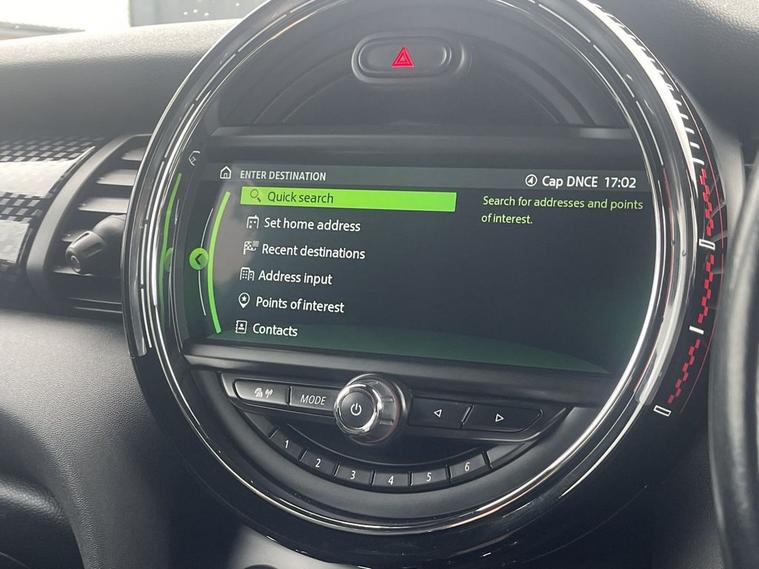 ENTER DESTINATION
Cap DNCE 17:02
Quick search
Set home address
Recent destinations
Address input
Points of interest
Contacts
Search for addresses and points
of interest.
MODE
1 2 3 4 5 6